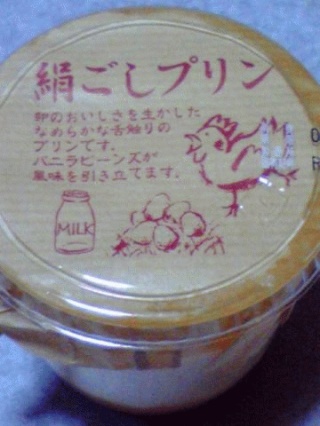 絹ごしプリン
卵のおいしさを生かした
なめらかな舌触りの
プリンです。
バニラビーンズが
風味を引き立てます。
MILK